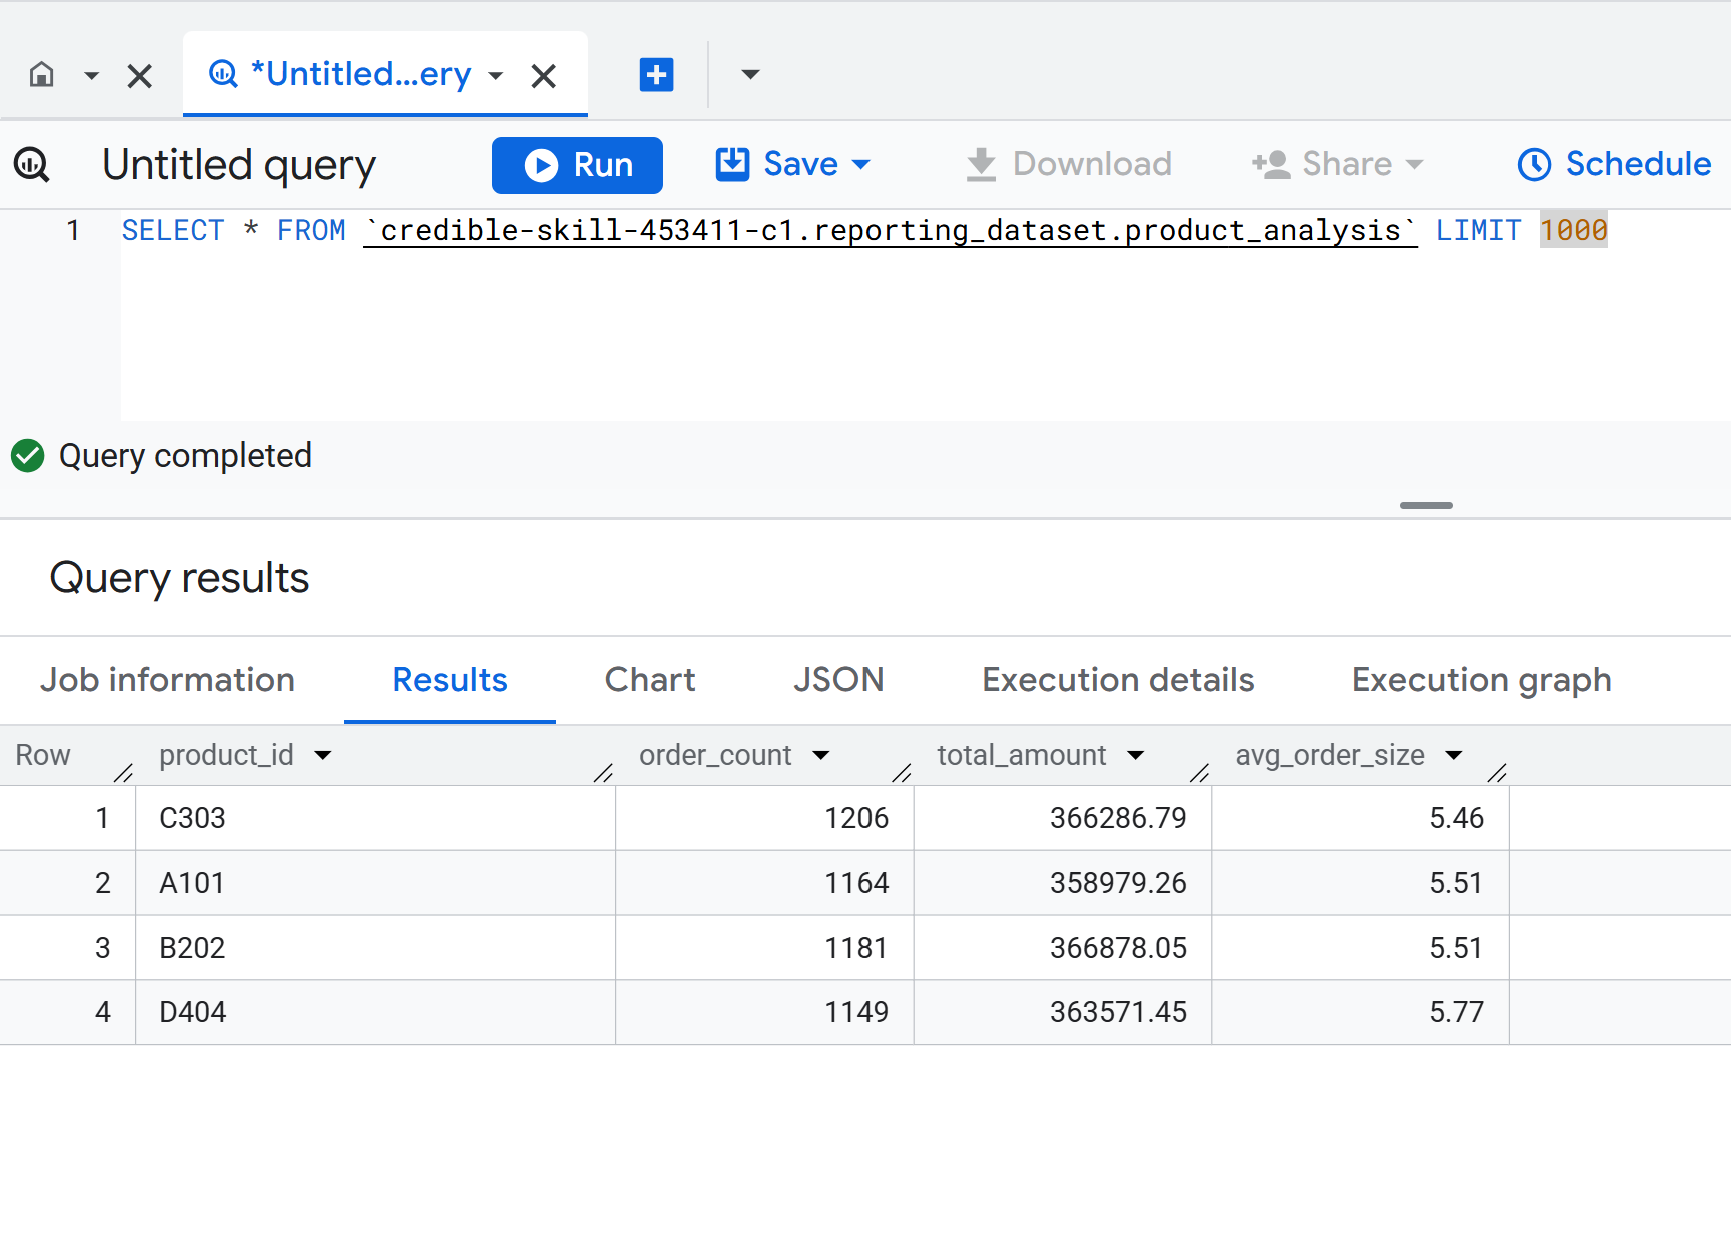 *Untitled...ery
Untitled query Run Save Download Share Schedule
1 SELECT * FROM `credible-skill-453411-c1.reporting_dataset.product_analysis` LIMIT 1000
Query completed
Query results
Job information Results Chart JSON Execution details Execution graph
Row product_id order_count total_amount avg_order_size
1 C303 1206 366286.79 5.46
2 A101 1164 358979.26 5.51
3 B202 1181 366878.05 5.51
4 D404 1149 363571.45 5.77